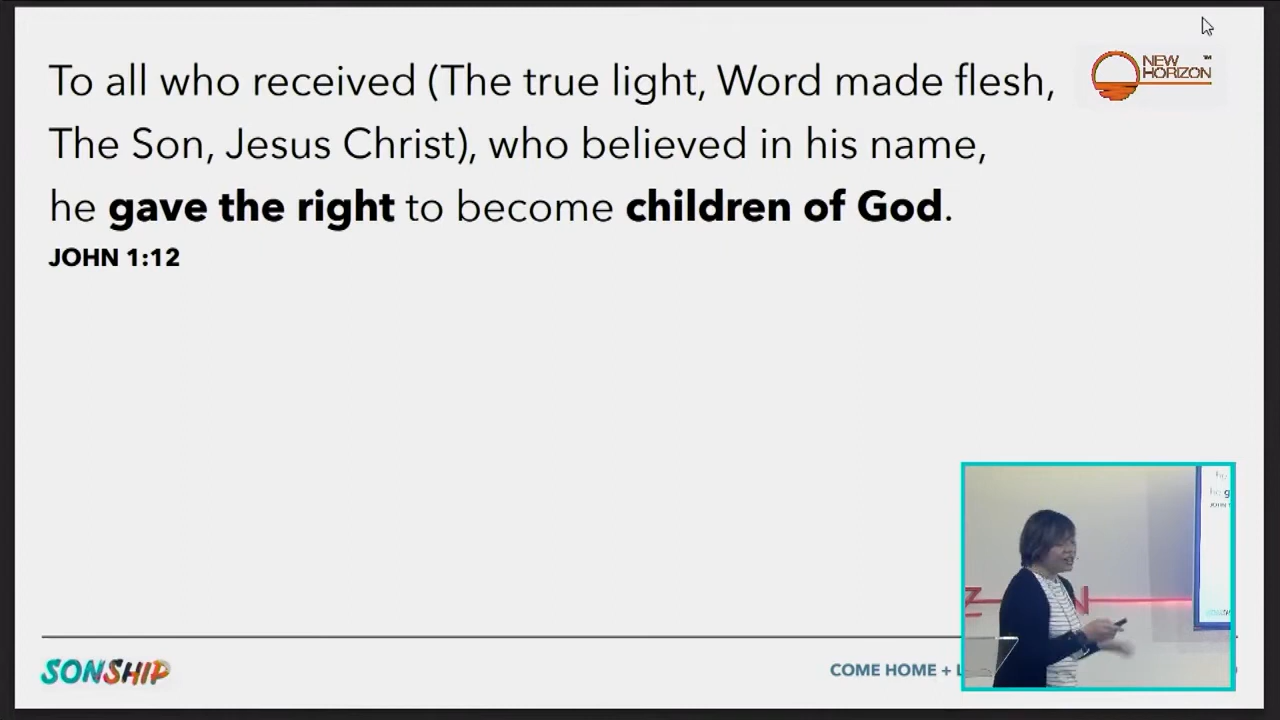 To all who received (The true light, Word made flesh,
The Son, Jesus Christ), who believed in his name,
he gave the right to become children of God.
JOHN 1:12
NEW
HORIZON™
SONSHIP
COME HOME +